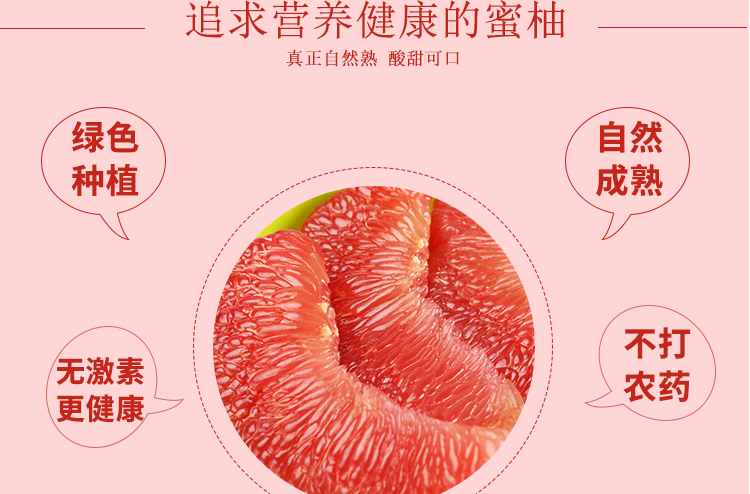 追求营养健康的蜜柚
真正自然熟 酸甜可口
绿色
种植
自然
成熟
无激素
更健康
不打
农药